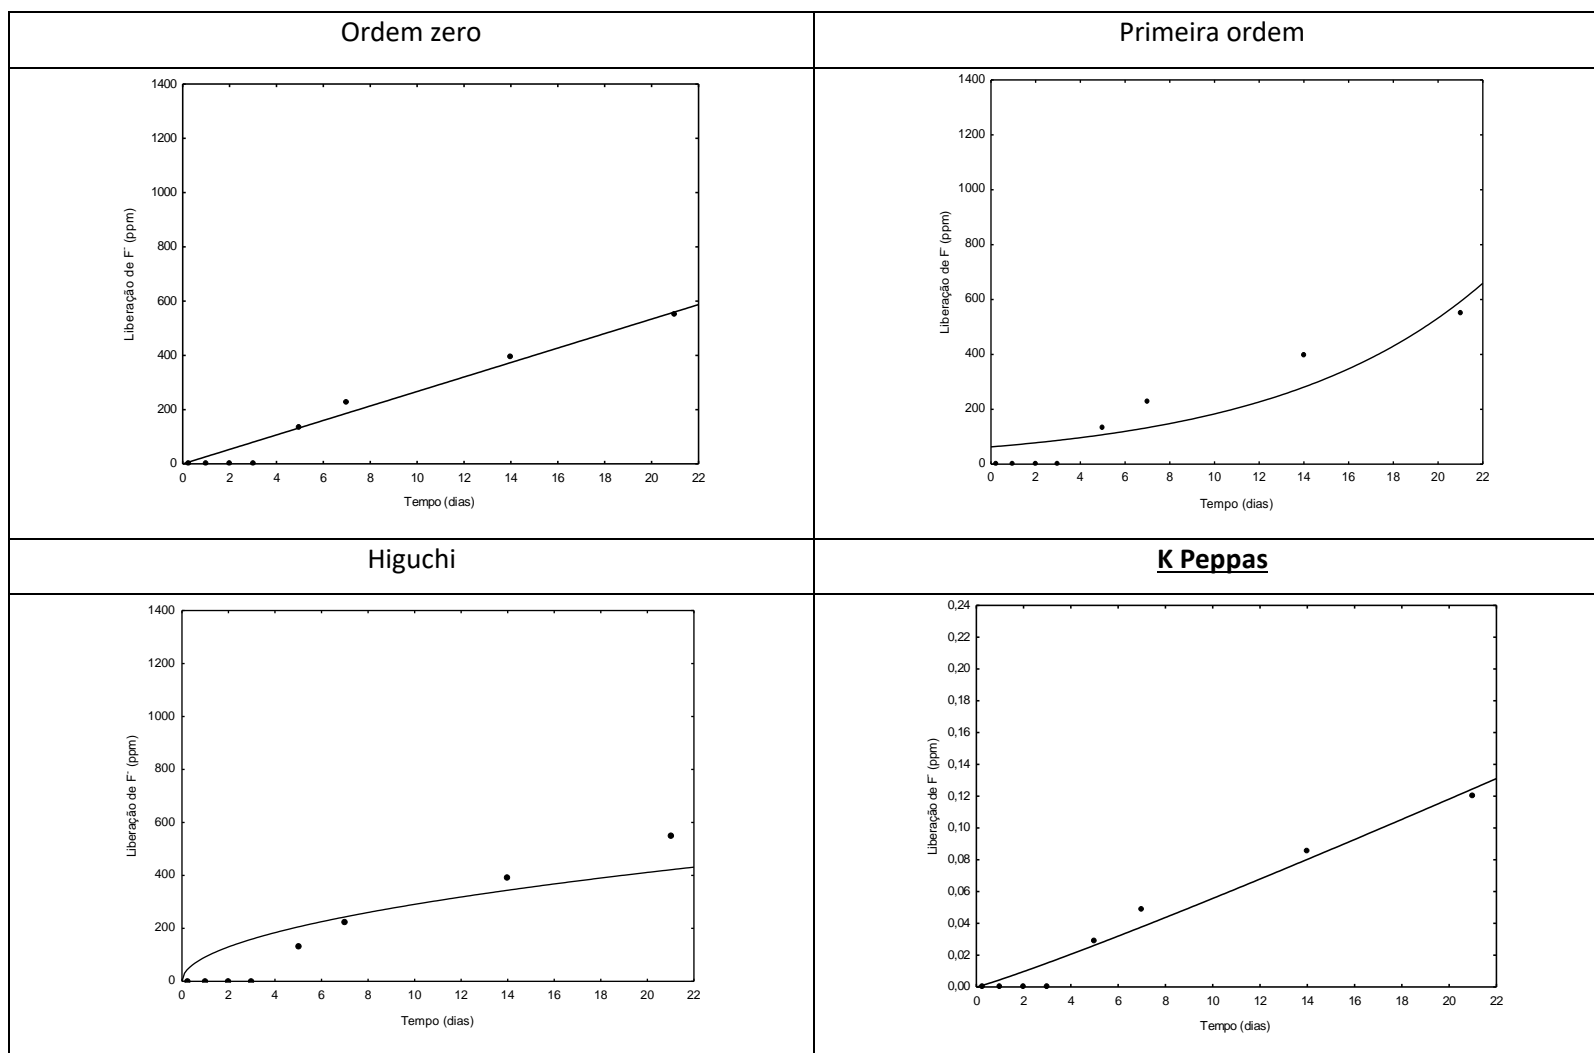 Ordem zero
Primeira ordem
1400
1200
1000
800
600
400
200
0
0 2 4 6 8 10 12 14 16 18 20 22
Tempo (dias)
Liberação de F⁻ (ppm)
1400
1200
1000
800
600
400
200
0
0 2 4 6 8 10 12 14 16 18 20 22
Tempo (dias)
Liberação de F⁻ (ppm)
Higuchi
K Peppas
1400
1200
1000
800
600
400
200
0
0 2 4 6 8 10 12 14 16 18 20 22
Tempo (dias)
Liberação de F⁻ (ppm)
0,24
0,22
0,20
0,18
0,16
0,14
0,12
0,10
0,08
0,06
0,04
0,02
0,00
0 2 4 6 8 10 12 14 16 18 20 22
Tempo (dias)
Liberação de F⁻ (ppm)